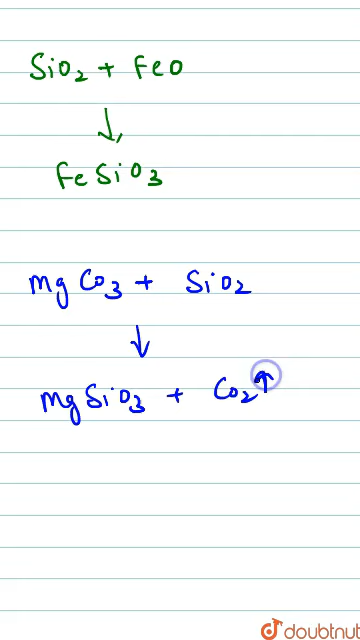 SiO2 + FeO
↓
FeSiO3
MgCO3 + SiO2
↓
MgSiO3 + CO2↑
doubtnut